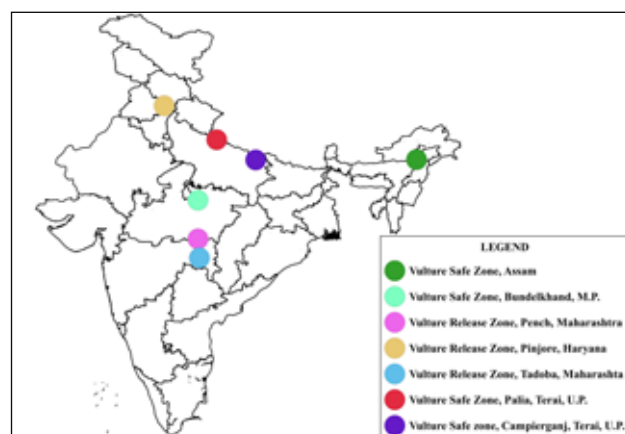 LEGEND
Vulture Safe Zone, Assam
Vulture Safe Zone, Bundelkhand, M.P.
Vulture Release Zone, Pench, Maharashtra
Vulture Release Zone, Pinjore, Haryana
Vulture Release Zone, Tadoba, Maharashta
Vulture Safe Zone, Palia, Terai, U.P.
Vulture Safe zone, Campierganj, Terai, U.P.